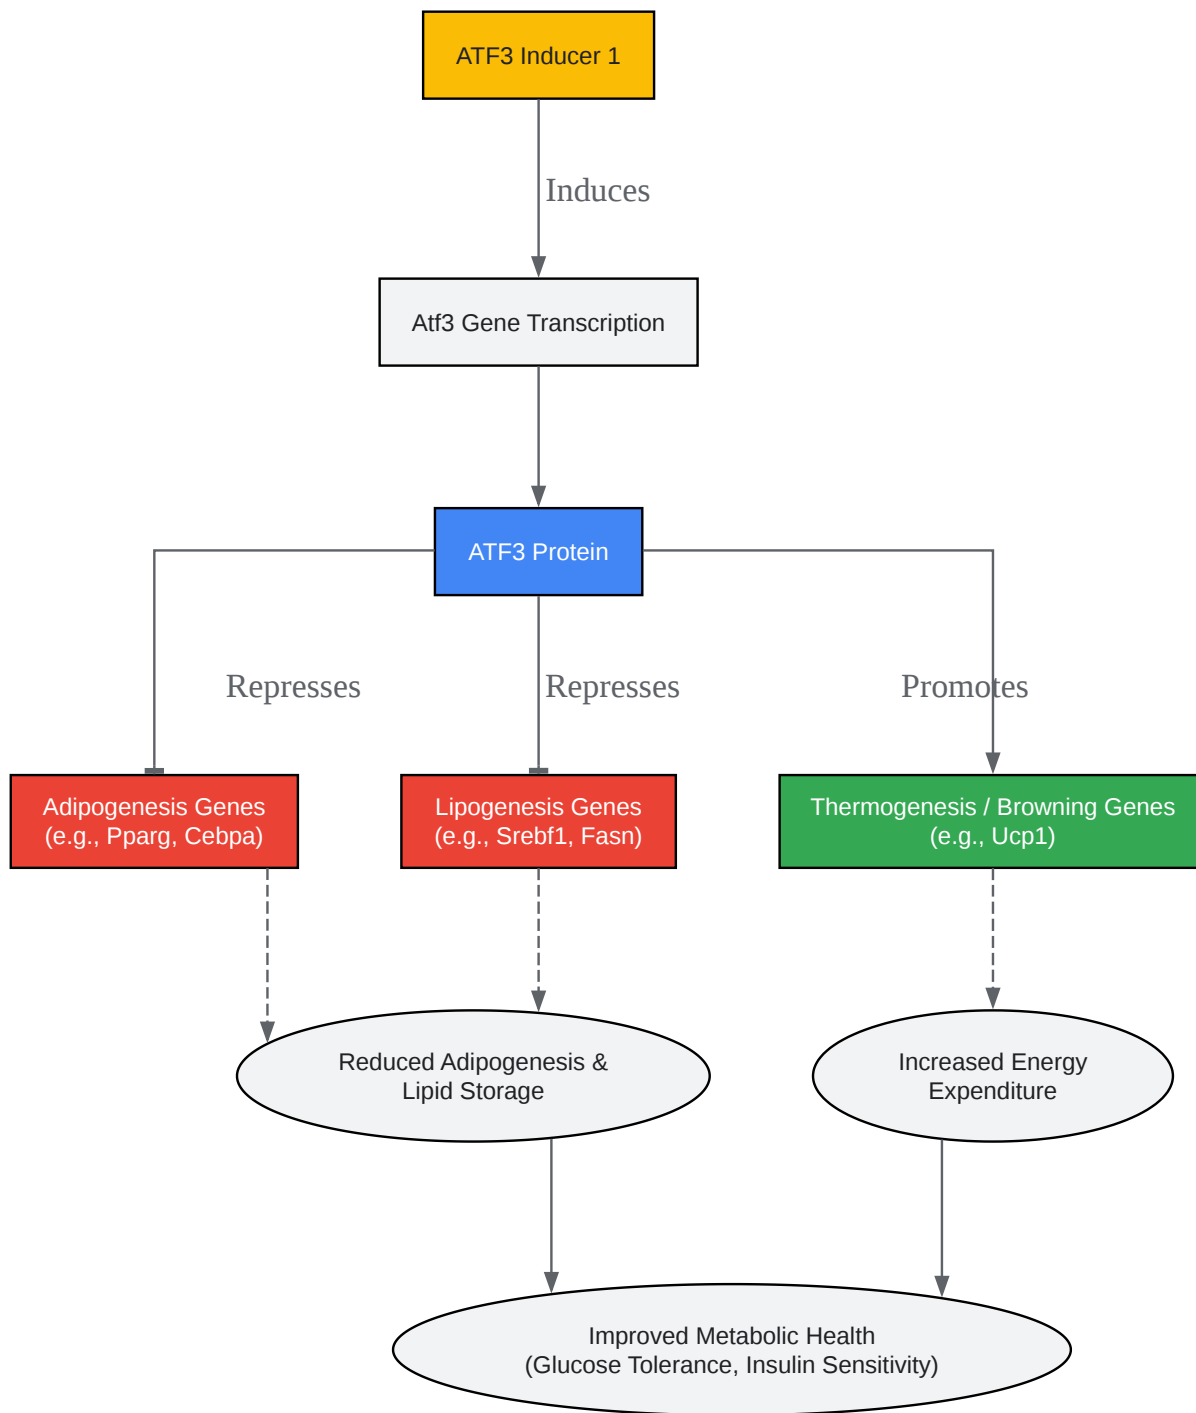 ATF3 Inducer 1
Induces
Atf3 Gene Transcription
ATF3 Protein
Represses
Represses
Promotes
Adipogenesis Genes
(e.g., Pparg, Cebpa)
Lipogenesis Genes
(e.g., Srebf1, Fasn)
Thermogenesis / Browning Genes
(e.g., Ucp1)
Reduced Adipogenesis &
Lipid Storage
Increased Energy
Expenditure
Improved Metabolic Health
(Glucose Tolerance, Insulin Sensitivity)